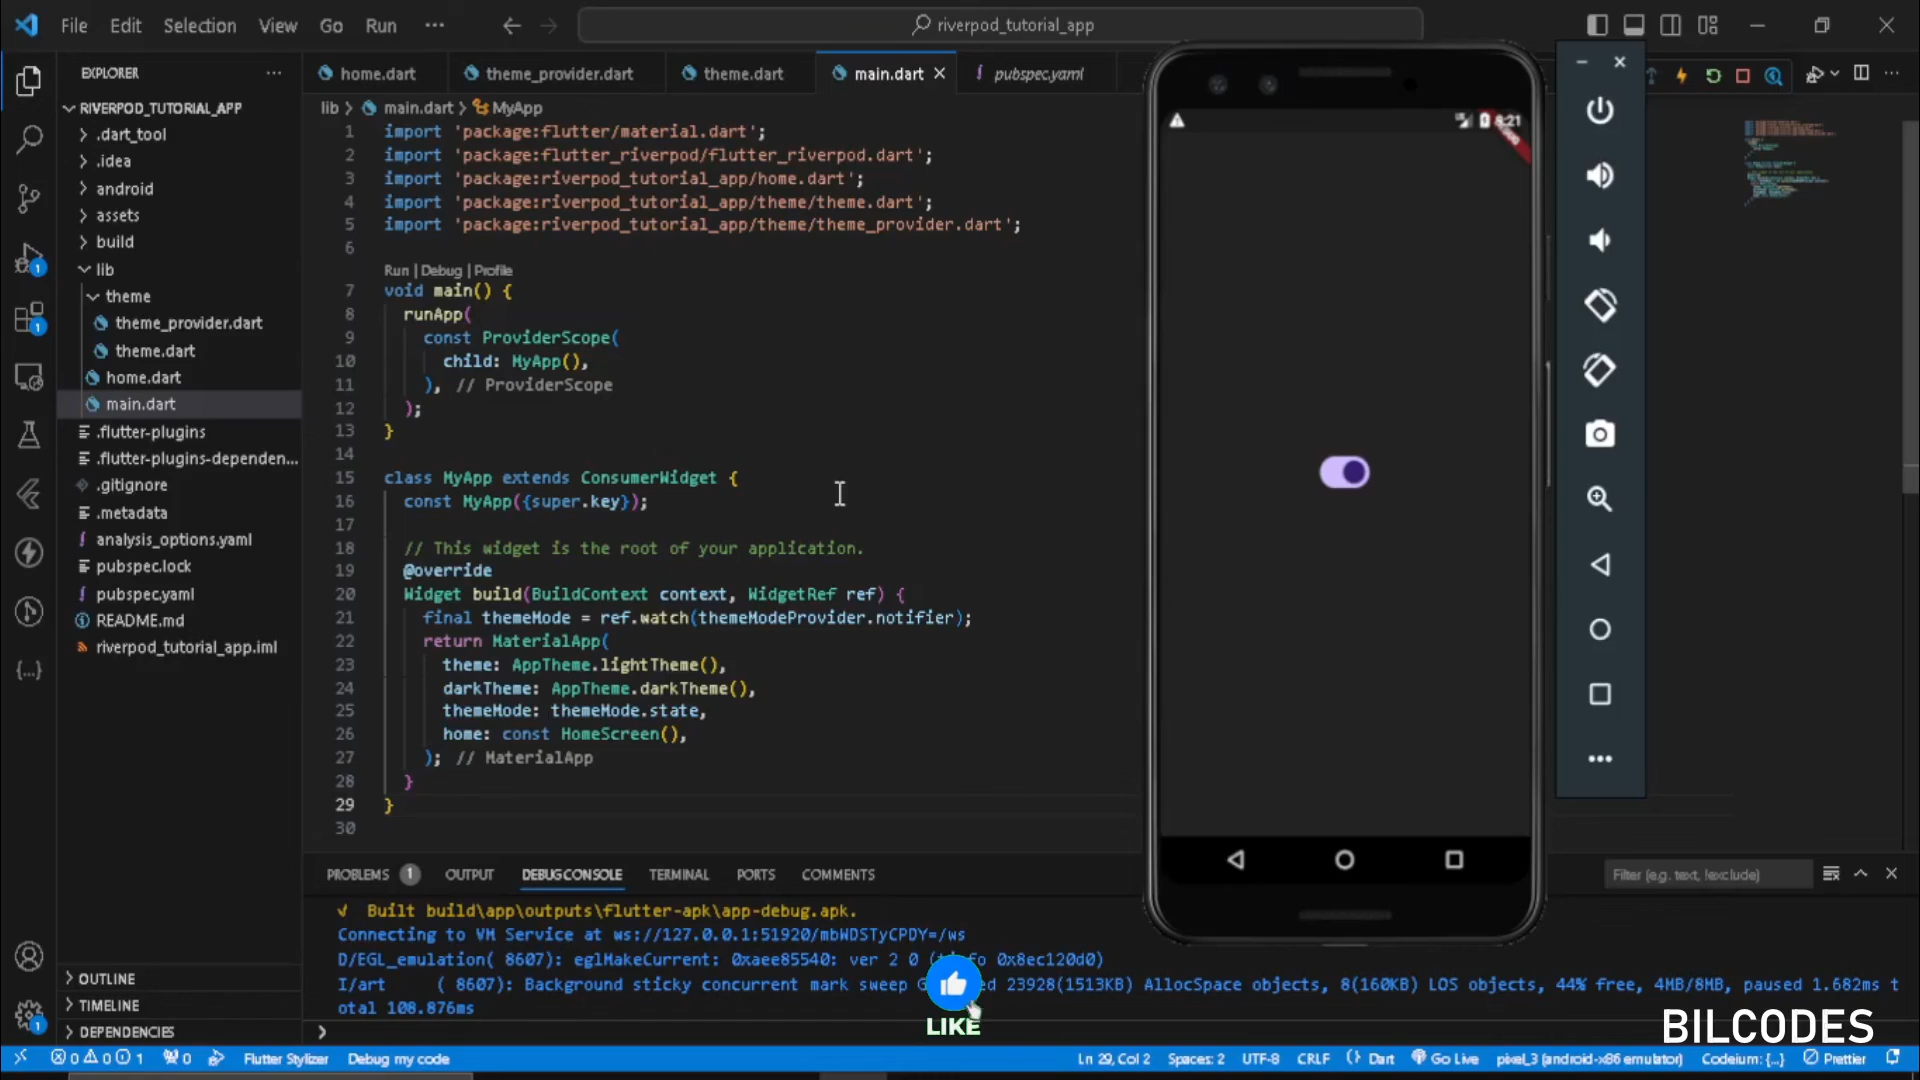 File Edit Selection View Go Run ··· riverpod_tutorial_app
EXPLORER ···
RIVERPOD_TUTORIAL_APP
.dart_tool
.idea
android
assets
build
lib
theme
theme_provider.dart
theme.dart
home.dart
main.dart
.flutter-plugins
.flutter-plugins-dependen...
.gitignore
.metadata
analysis_options.yaml
pubspec.lock
pubspec.yaml
README.md
riverpod_tutorial_app.iml
OUTLINE
TIMELINE
DEPENDENCIES
home.dart theme_provider.dart theme.dart main.dart pubspec.yaml
lib > main.dart > MyApp
1 import 'package:flutter/material.dart';
2 import 'package:flutter_riverpod/flutter_riverpod.dart';
3 import 'package:riverpod_tutorial_app/home.dart';
4 import 'package:riverpod_tutorial_app/theme/theme.dart';
5 import 'package:riverpod_tutorial_app/theme/theme_provider.dart';
6
Run | Debug | Profile
7 void main() {
8 runApp(
9 const ProviderScope(
10 child: MyApp(),
11 ), // ProviderScope
12 );
13 }
14
15 class MyApp extends ConsumerWidget {
16 const MyApp({super.key});
17
18 // This widget is the root of your application.
19 @override
20 Widget build(BuildContext context, WidgetRef ref) {
21 final themeMode = ref.watch(themeModeProvider.notifier);
22 return MaterialApp(
23 theme: AppTheme.lightTheme(),
24 darkTheme: AppTheme.darkTheme(),
25 themeMode: themeMode.state,
26 home: const HomeScreen(),
27 ); // MaterialApp
28 }
29 }
30
PROBLEMS 1 OUTPUT DEBUG CONSOLE TERMINAL PORTS COMMENTS Filter (e.g. text, !exclude)
√ Built build\app\outputs\flutter-apk\app-debug.apk.
Connecting to VM Service at ws://127.0.0.1:51920/mbWDSTyCPDY=/ws
D/EGL_emulation( 8607): eglMakeCurrent: 0xaee85540: ver 2 0 (0x8ec120d0)
I/art ( 8607): Background sticky concurrent mark sweep 23928(1513KB) AllocSpace objects, 8(160KB) LOS objects, 44% free, 4MB/8MB, paused 1.682ms t
otal 108.876ms
LIKE
BILCODES
0 0 1 0 Flutter Stylizer Debug my code Ln 29, Col 2 Spaces: 2 UTF-8 CRLF {} Dart Go Live pixel_3 (android-x86 emulator) Codeium: {...} Prettier